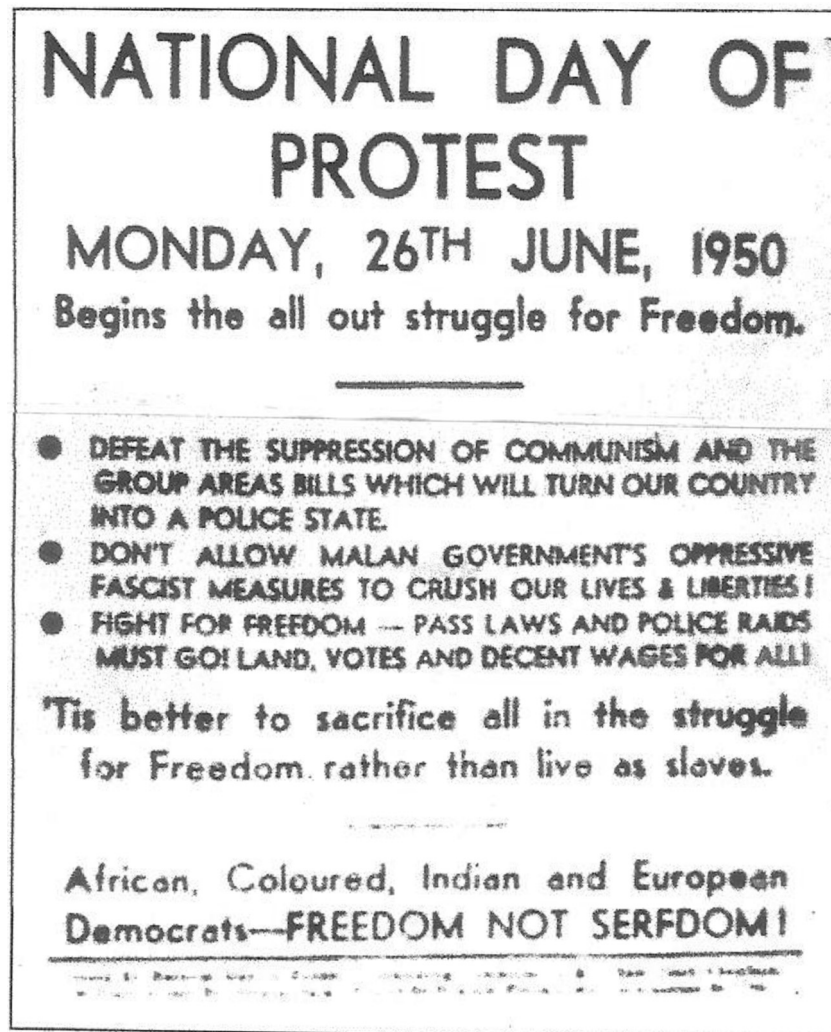 NATIONAL DAY OF
PROTEST
MONDAY, 26TH JUNE, 1950
Begins the all out struggle for Freedom.
● DEFEAT THE SUPPRESSION OF COMMUNISM AND THE
GROUP AREAS BILLS WHICH WILL TURN OUR COUNTRY
INTO A POLICE STATE.
● DON'T ALLOW MALAN GOVERNMENT'S OPPRESSIVE
FASCIST MEASURES TO CRUSH OUR LIVES & LIBERTIES!
● FIGHT FOR FREEDOM — PASS LAWS AND POLICE RAIDS
MUST GO! LAND, VOTES AND DECENT WAGES FOR ALL!
'Tis better to sacrifice all in the struggle
for Freedom rather than live as slaves.
African, Coloured, Indian and European
Democrats—FREEDOM NOT SERFDOM!